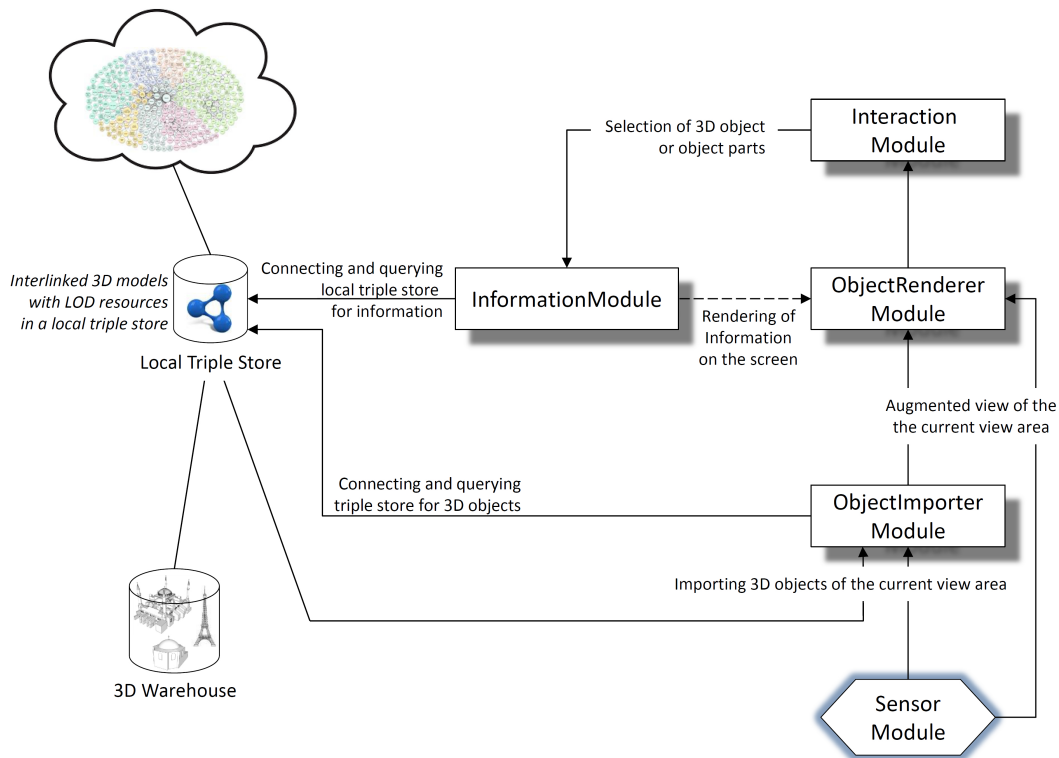 Interaction
Module
Selection of 3D object
or object parts
Interlinked 3D models
with LOD resources
in a local triple store
Local Triple Store
Connecting and querying
local triple store
for information
InformationModule
Rendering of
Information
on the screen
ObjectRenderer
Module
Augmented view of the
the current view area
Connecting and querying
triple store for 3D objects
ObjectImporter
Module
Importing 3D objects of the current view area
3D Warehouse
Sensor
Module